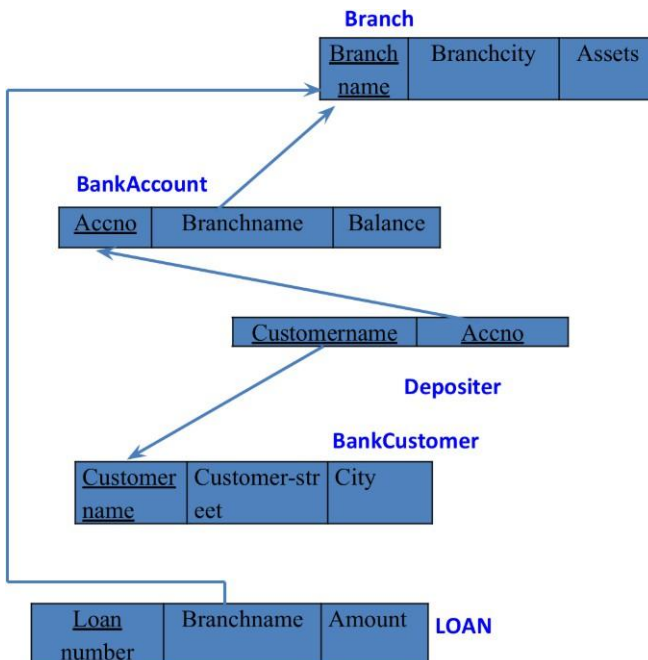 Branch
Branch name Branchcity Assets
BankAccount
Accno Branchname Balance
Customername Accno
Depositer
BankCustomer
Customer name Customer-str eet City
Loan number Branchname Amount
LOAN